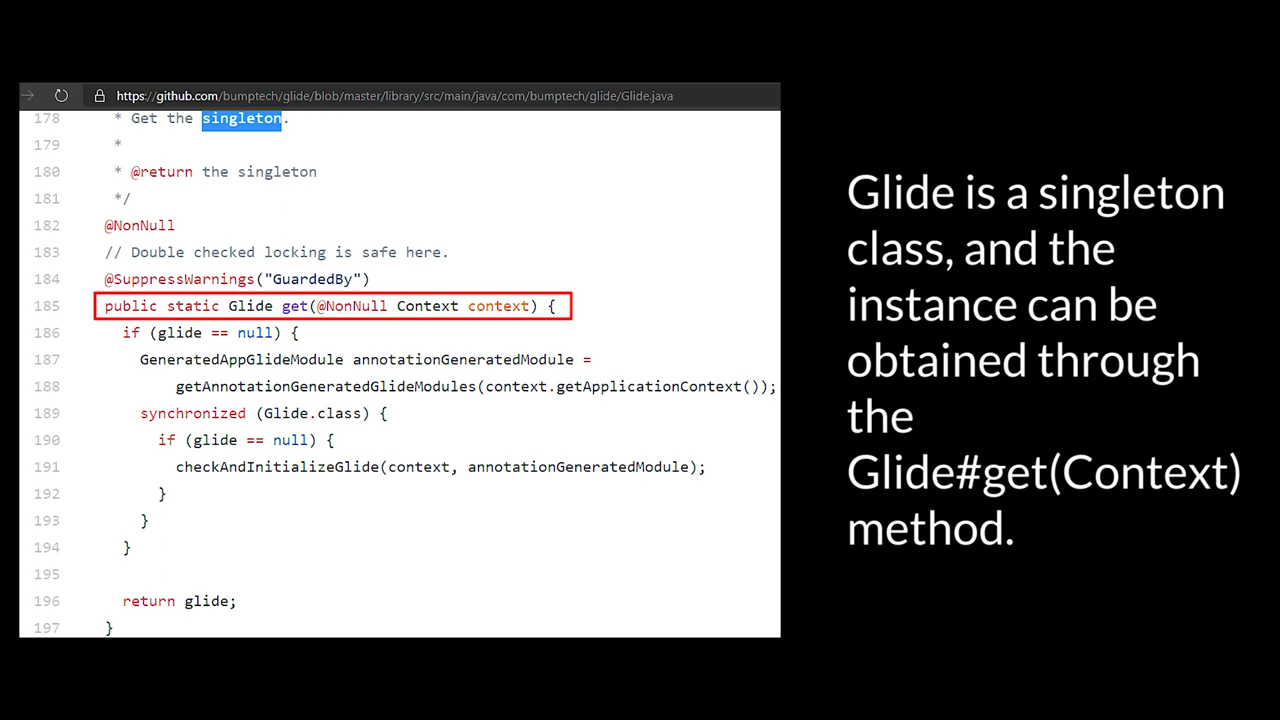 https://github.com/bumptech/glide/blob/master/library/src/main/java/com/bumptech/glide/Glide.java
178 * Get the singleton.
179 *
180 * @return the singleton
181 */
182 @NonNull
183 // Double checked locking is safe here.
184 @SuppressWarnings("GuardedBy")
185 public static Glide get(@NonNull Context context) {
186 if (glide == null) {
187 GeneratedAppGlideModule annotationGeneratedModule =
188 getAnnotationGeneratedGlideModules(context.getApplicationContext());
189 synchronized (Glide.class) {
190 if (glide == null) {
191 checkAndInitializeGlide(context, annotationGeneratedModule);
192 }
193 }
194 }
195
196 return glide;
197 }
Glide is a singleton
class, and the
instance can be
obtained through
the
Glide#get(Context)
method.